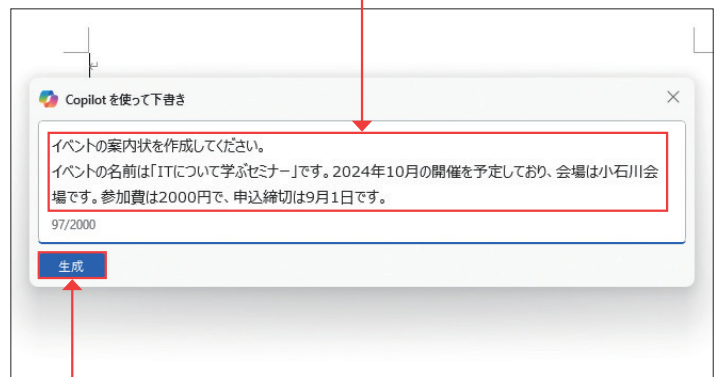 Copilot を使って下書き
イベントの案内状を作成してください。
イベントの名前は「ITについて学ぶセミナー」です。2024年10月の開催を予定しており、会場は小石川会
場です。参加費は2000円で、申込締切は9月1日です。
97/2000
生成